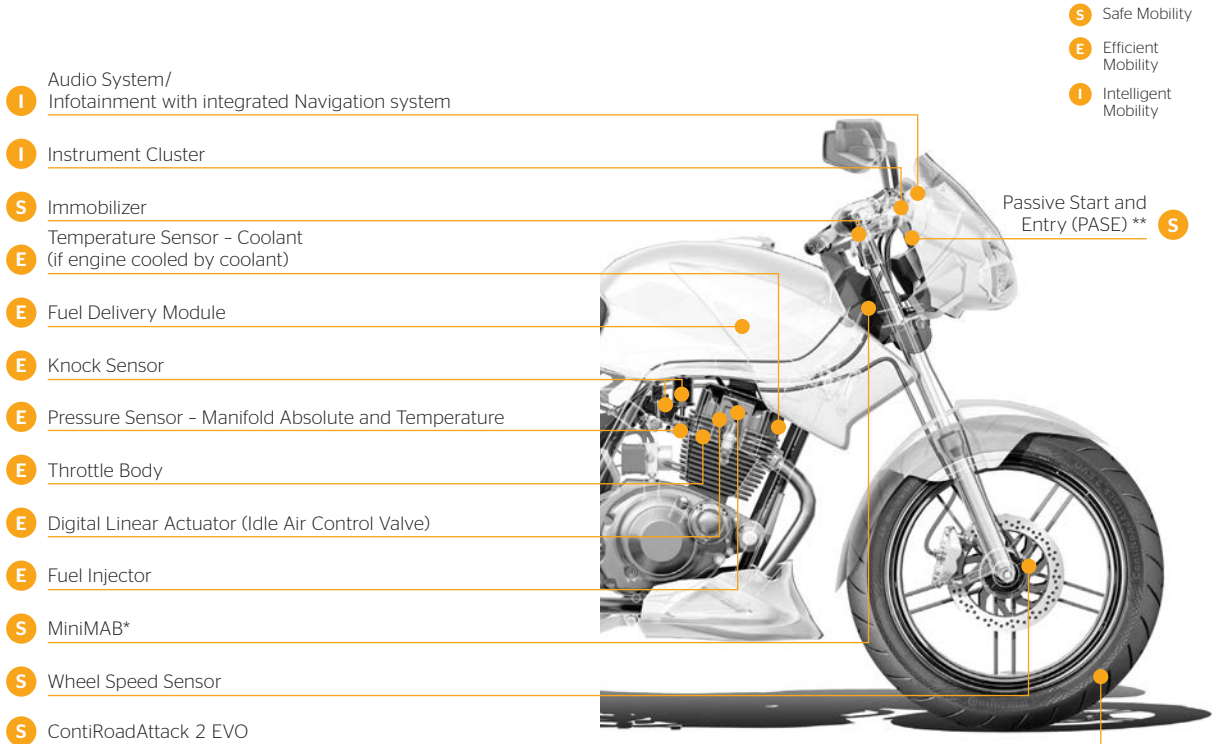 S Safe Mobility
E Efficient
Mobility
I Intelligent
Mobility
Audio System/
I Infotainment with integrated Navigation system
I Instrument Cluster
S Immobilizer
Passive Start and
Entry (PASE) ** S
Temperature Sensor – Coolant
E (if engine cooled by coolant)
E Fuel Delivery Module
E Knock Sensor
E Pressure Sensor – Manifold Absolute and Temperature
E Throttle Body
E Digital Linear Actuator (Idle Air Control Valve)
E Fuel Injector
S MiniMAB*
S Wheel Speed Sensor
S ContiRoadAttack 2 EVO